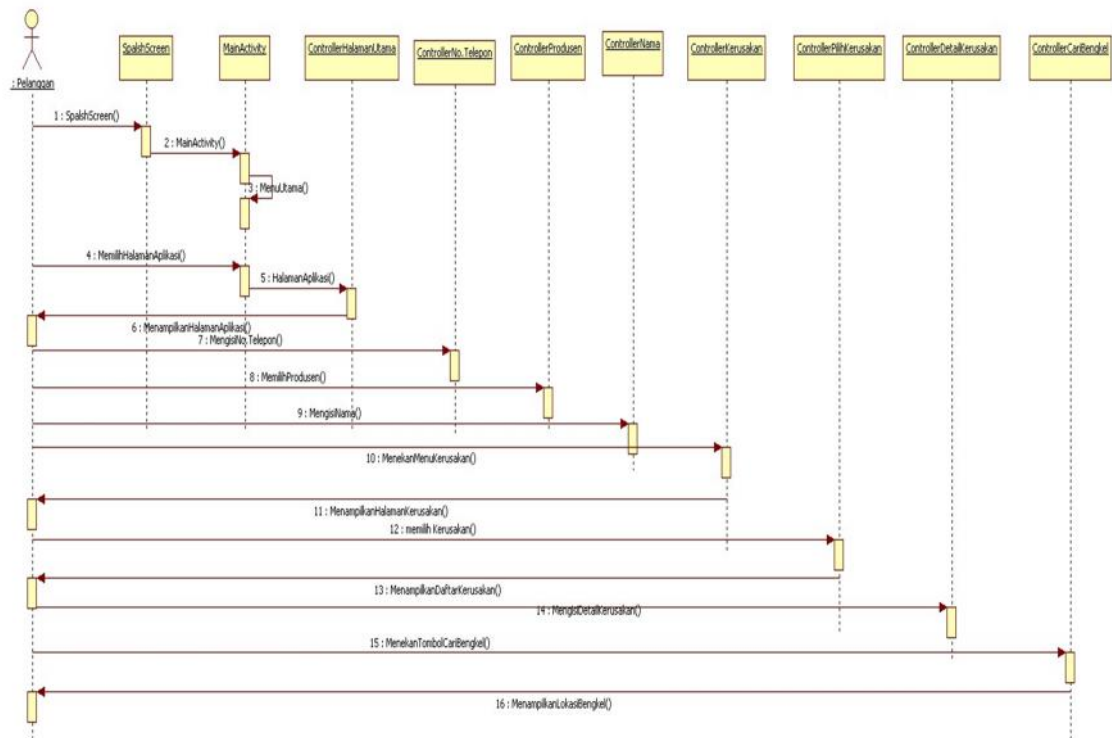 : Pelanggan
SpalshScreen
MainActivity
ControllerHalamanUtama
ControllerNo.Telepon
ControllerProdusen
ControllerNama
ControllerKerusakan
ControllerPilihKerusakan
ControllerDetailKerusakan
ControllerCariBengkel
1 : SpalshScreen()
2 : MainActivity()
3 : MenuUtama()
4 : MemilihHalamanAplikasi()
5 : HalamanAplikasi()
6 : MenampilkanHalamanAplikasi()
7 : MengisiNo.Telepon()
8 : MemilihProdusen()
9 : MengisiNama()
10 : MenekanMenuKerusakan()
11 : MenampilkanHalamanKerusakan()
12 : memilih Kerusakan()
13 : MenampilkanDaftarKerusakan()
14 : MengisiDetailKerusakan()
15 : MenekanTombolCariBengkel()
16 : MenampilkanLokasiBengkel()